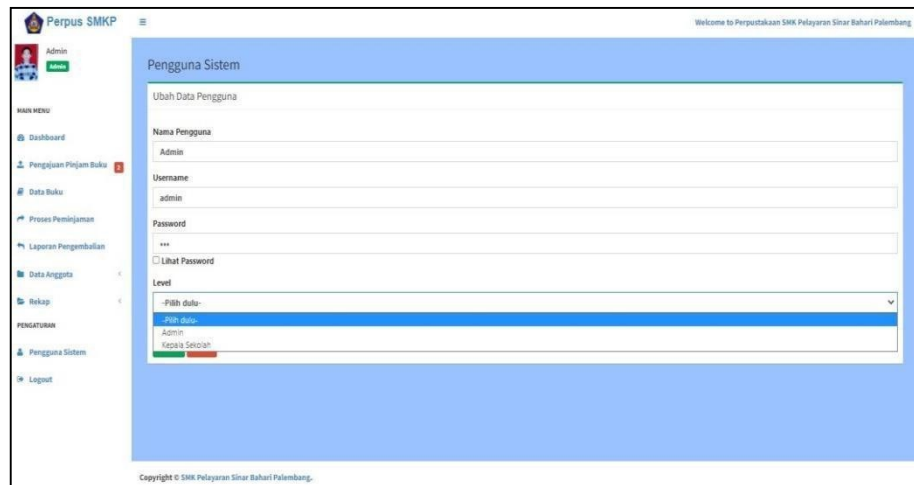 Perpus SMKP
Welcome to Perpustakaan SMK Pelayaran Sinar Bahari Palembang
Admin
Admin
MAIN MENU
Dashboard
Pengajuan Pinjam Buku
Data Buku
Proses Peminjaman
Laporan Pengembalian
Data Anggota
Rekap
PENGATURAN
Pengguna Sistem
Logout
Pengguna Sistem
Ubah Data Pengguna
Nama Pengguna
Admin
Username
admin
Password
•••
Lihat Password
Level
-Pilih dulu-
-Pilih dulu-
Admin
Kepala Sekolah
Copyright © SMK Pelayaran Sinar Bahari Palembang.